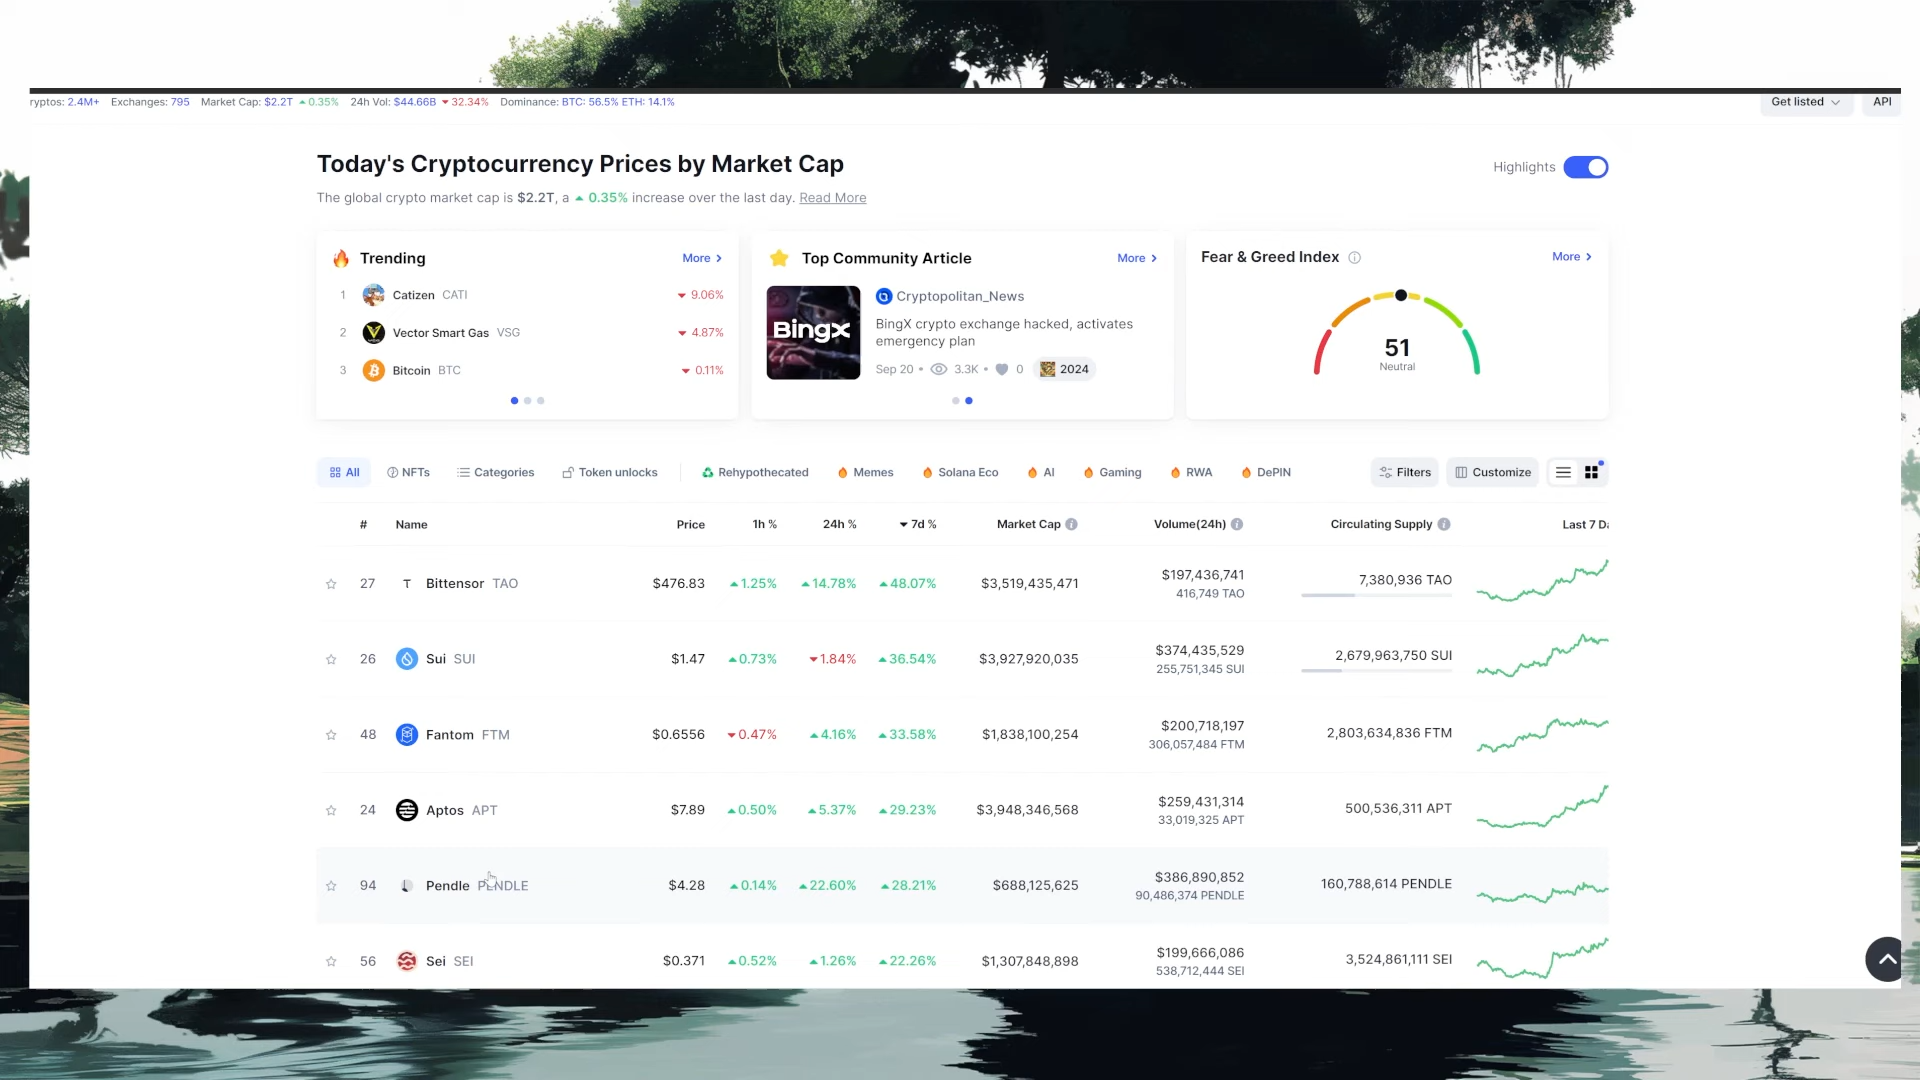 ryptos: 2.4M+ Exchanges: 795 Market Cap: $2.2T 0.35% 24h Vol: $44.66B 32.34% Dominance: BTC: 56.5% ETH: 14.1% Get listed API
Today's Cryptocurrency Prices by Market Cap
Highlights
The global crypto market cap is $2.2T, a 0.35% increase over the last day. Read More
Trending More
1 Catizen CATI 9.06%
2 Vector Smart Gas VSG 4.87%
3 Bitcoin BTC 0.11%
Top Community Article More
BingX
Cryptopolitan_News
BingX crypto exchange hacked, activates
emergency plan
Sep 20 • 3.3K • 0 2024
Fear & Greed Index More
51
Neutral
All NFTs Categories Token unlocks Rehypothecated Memes Solana Eco AI Gaming RWA DePIN Filters Customize
# Name Price 1h % 24h % 7d % Market Cap Volume(24h) Circulating Supply Last 7 Da
27 Bittensor TAO $476.83 1.25% 14.78% 48.07% $3,519,435,471 $197,436,741 7,380,936 TAO
416,749 TAO
26 Sui SUI $1.47 0.73% 1.84% 36.54% $3,927,920,035 $374,435,529 2,679,963,750 SUI
255,751,345 SUI
48 Fantom FTM $0.6556 0.47% 4.16% 33.58% $1,838,100,254 $200,718,197 2,803,634,836 FTM
306,057,484 FTM
24 Aptos APT $7.89 0.50% 5.37% 29.23% $3,948,346,568 $259,431,314 500,536,311 APT
33,019,325 APT
94 Pendle PENDLE $4.28 0.14% 22.60% 28.21% $688,125,625 $386,890,852 160,788,614 PENDLE
90,486,374 PENDLE
56 Sei SEI $0.371 0.52% 1.26% 22.26% $1,307,848,898 $199,666,086 3,524,861,111 SEI
538,712,444 SEI